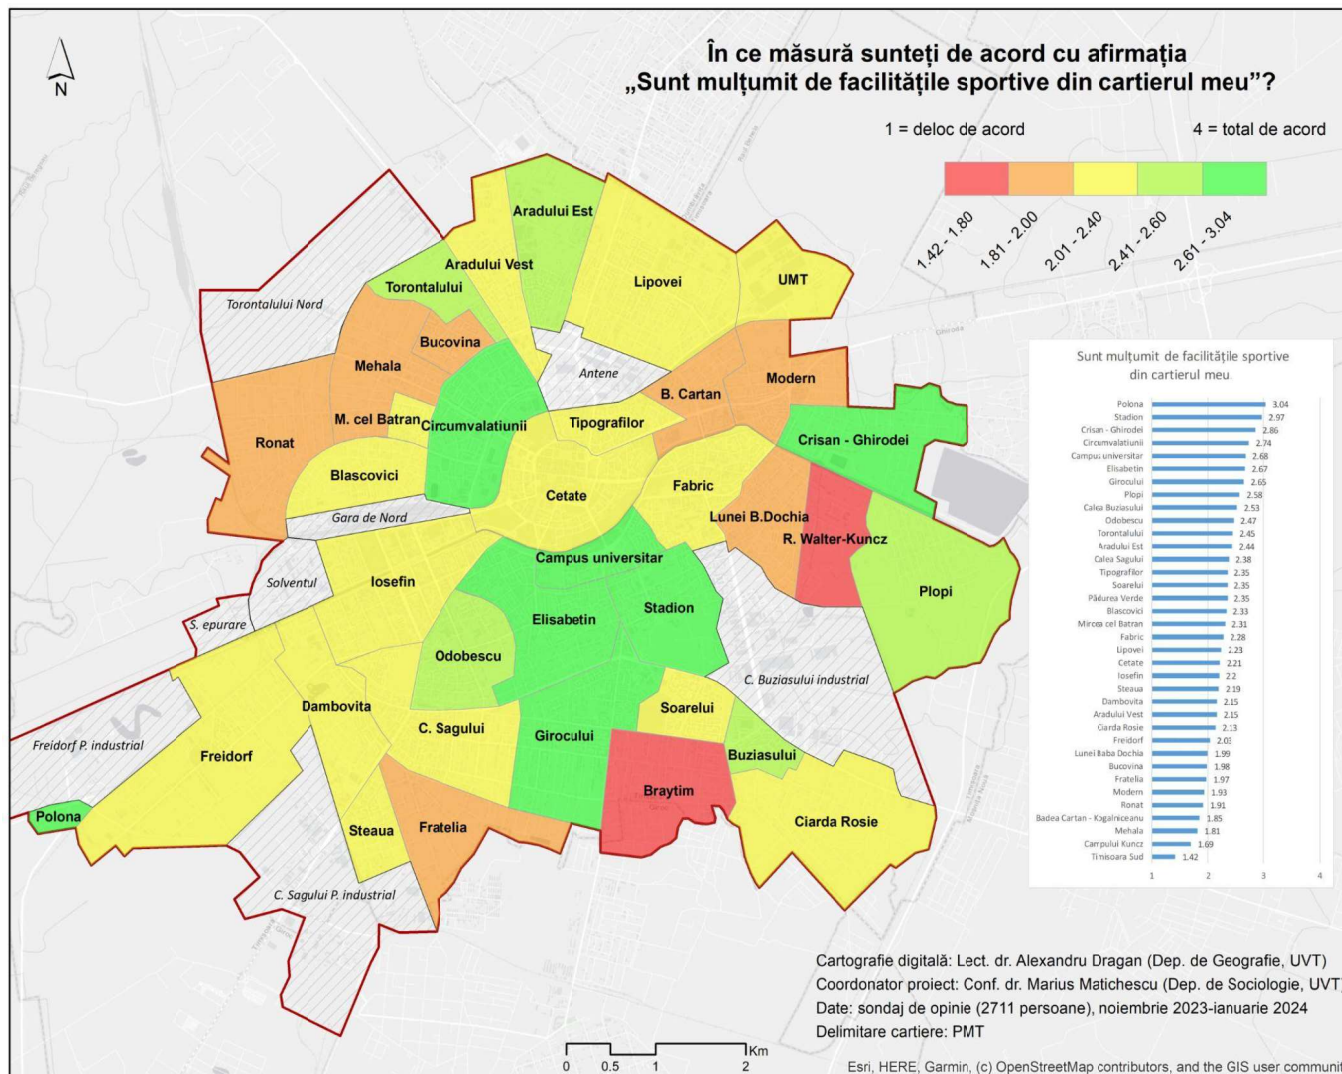 În ce măsură sunteți de acord cu afirmația
„Sunt mulțumit de facilitățile sportive din cartierul meu”?
1 = deloc de acord
4 = total de acord
1.42 - 1.80
1.81 - 2.00
2.01 - 2.40
2.41 - 2.60
2.61 - 3.04
N
Aradului Est
Aradului Vest
Lipovei
UMT
Torontalului
Torontalului Nord
Bucovina
Mehala
Antene
B. Cartan
Modern
M. cel Batran
Circumvalatiunii
Tipografilor
Ronat
Crisan - Ghirodei
Blascovici
Cetate
Fabric
Gara de Nord
Lunei B.Dochia
R. Walter-Kuncz
Campus universitar
Iosefin
Solventul
Plopi
Stadion
Elisabetin
S. epurare
Odobescu
C. Buziasului industrial
Dambovita
Soarelui
C. Sagului
Girocului
Freidorf P. industrial
Freidorf
Buziasului
Braytim
Polona
Steaua
Fratelia
Ciarda Rosie
C. Sagului P. industrial
Sunt mulțumit de facilitățile sportive
din cartierul meu
Polona 3.04
Stadion 2.97
Crisan - Ghirodei 2.86
Circumvalatiunii 2.74
Campus universitar 2.68
Elisabetin 2.67
Girocului 2.65
Plopi 2.58
Calea Buziasului 2.53
Odobescu 2.47
Torontalului 2.45
Aradului Est 2.44
Calea Sagului 2.38
Tipografilor 2.35
Soarelui 2.35
Pădurea Verde 2.35
Blascovici 2.33
Mircea cel Batran 2.31
Fabric 2.28
Lipovei 2.23
Cetate 2.21
Iosefin 2.2
Steaua 2.19
Dambovita 2.15
Aradului Vest 2.15
Ciarda Rosie 2.13
Freidorf 2.03
Lunei Baba Dochia 1.99
Bucovina 1.98
Fratelia 1.97
Modern 1.93
Ronat 1.91
Badea Cartan - Kogalniceanu 1.85
Mehala 1.81
Campului Kuncz 1.69
Timisoara Sud 1.42
1 2 3 4
Cartografie digitală: Lect. dr. Alexandru Dragan (Dep. de Geografie, UVT)
Coordonator proiect: Conf. dr. Marius Matichescu (Dep. de Sociologie, UVT)
Date: sondaj de opinie (2711 persoane), noiembrie 2023-ianuarie 2024
Delimitare cartiere: PMT
Km
0 0.5 1 2
Esri, HERE, Garmin, (c) OpenStreetMap contributors, and the GIS user communi